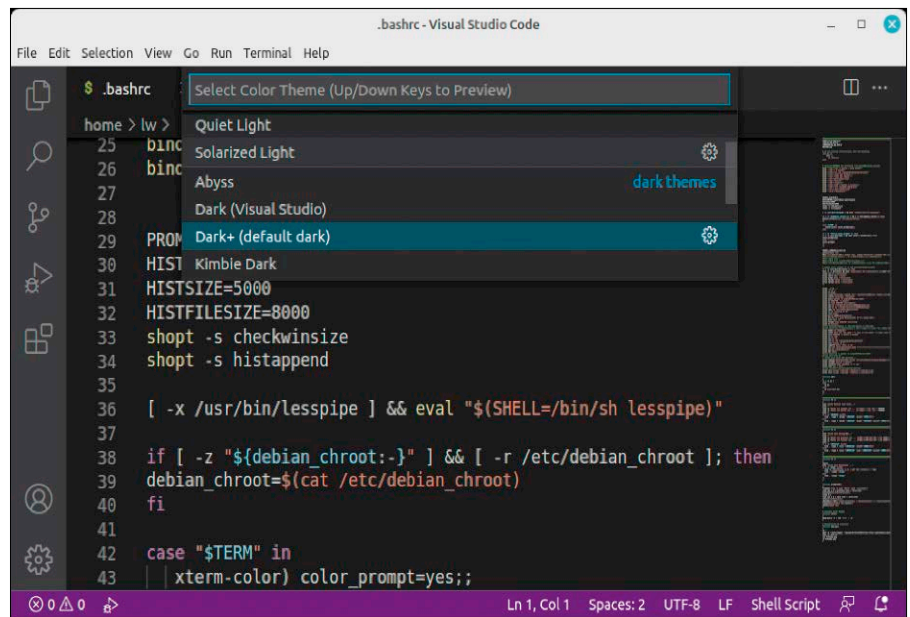 .bashrc - Visual Studio Code
File Edit Selection View Go Run Terminal Help
$ .bashrc
Select Color Theme (Up/Down Keys to Preview)
home > lw >
Quiet Light
Solarized Light
Abyss dark themes
Dark (Visual Studio)
Dark+ (default dark)
Kimbie Dark
25 bind
26 bind
27
28
29 PROM
30 HIST
31 HISTSIZE=5000
32 HISTFILESIZE=8000
33 shopt -s checkwinsize
34 shopt -s histappend
35
36 [ -x /usr/bin/lesspipe ] && eval "$(SHELL=/bin/sh lesspipe)"
37
38 if [ -z "${debian_chroot:-}" ] && [ -r /etc/debian_chroot ]; then
39 debian_chroot=$(cat /etc/debian_chroot)
40 fi
41
42 case "$TERM" in
43 xterm-color) color_prompt=yes;;
0 0 Ln 1, Col 1 Spaces: 2 UTF-8 LF Shell Script